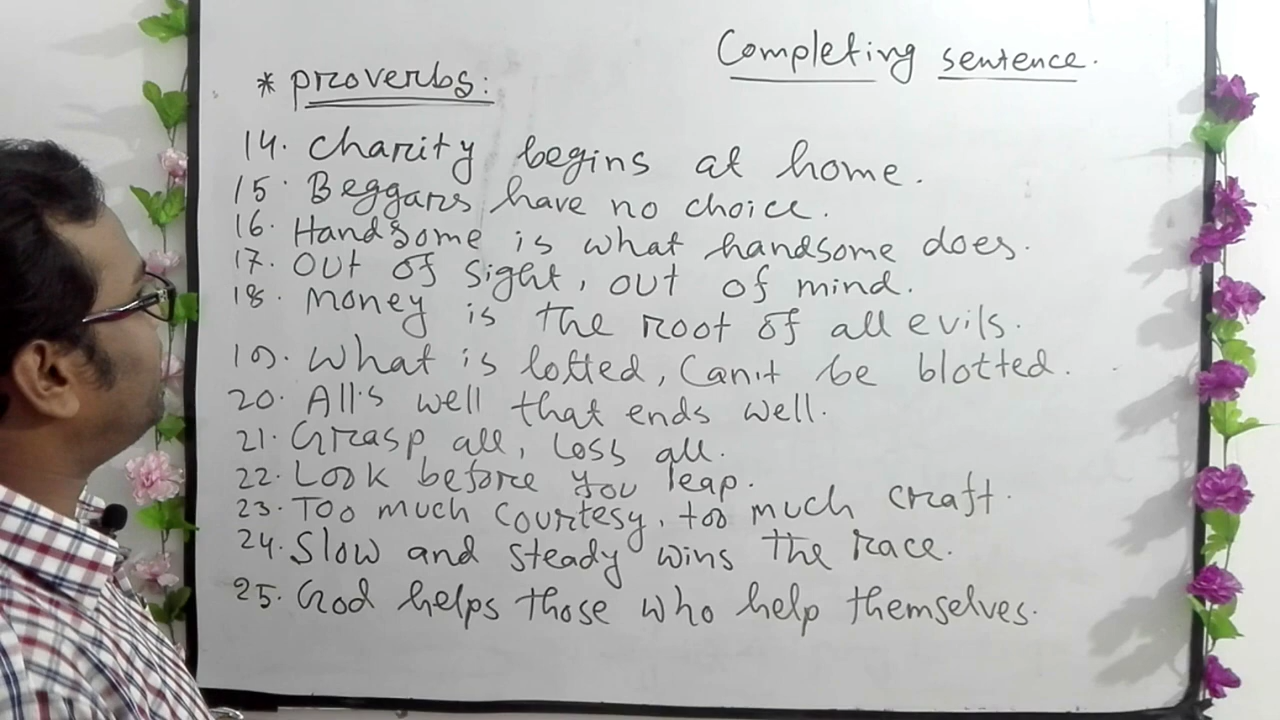 Completing sentence.
* proverbs:
14. Charity begins at home.
15. Beggars have no choice.
16. Handsome is what handsome does.
17. Out of sight, out of mind.
18. Money is the root of all evils.
19. What is lotted, Can't be blotted.
20. All's well that ends well.
21. Grasp all, Loss all.
22. Look before you leap.
23. Too much courtesy, too much craft.
24. Slow and steady wins the race.
25. God helps those who help themselves.